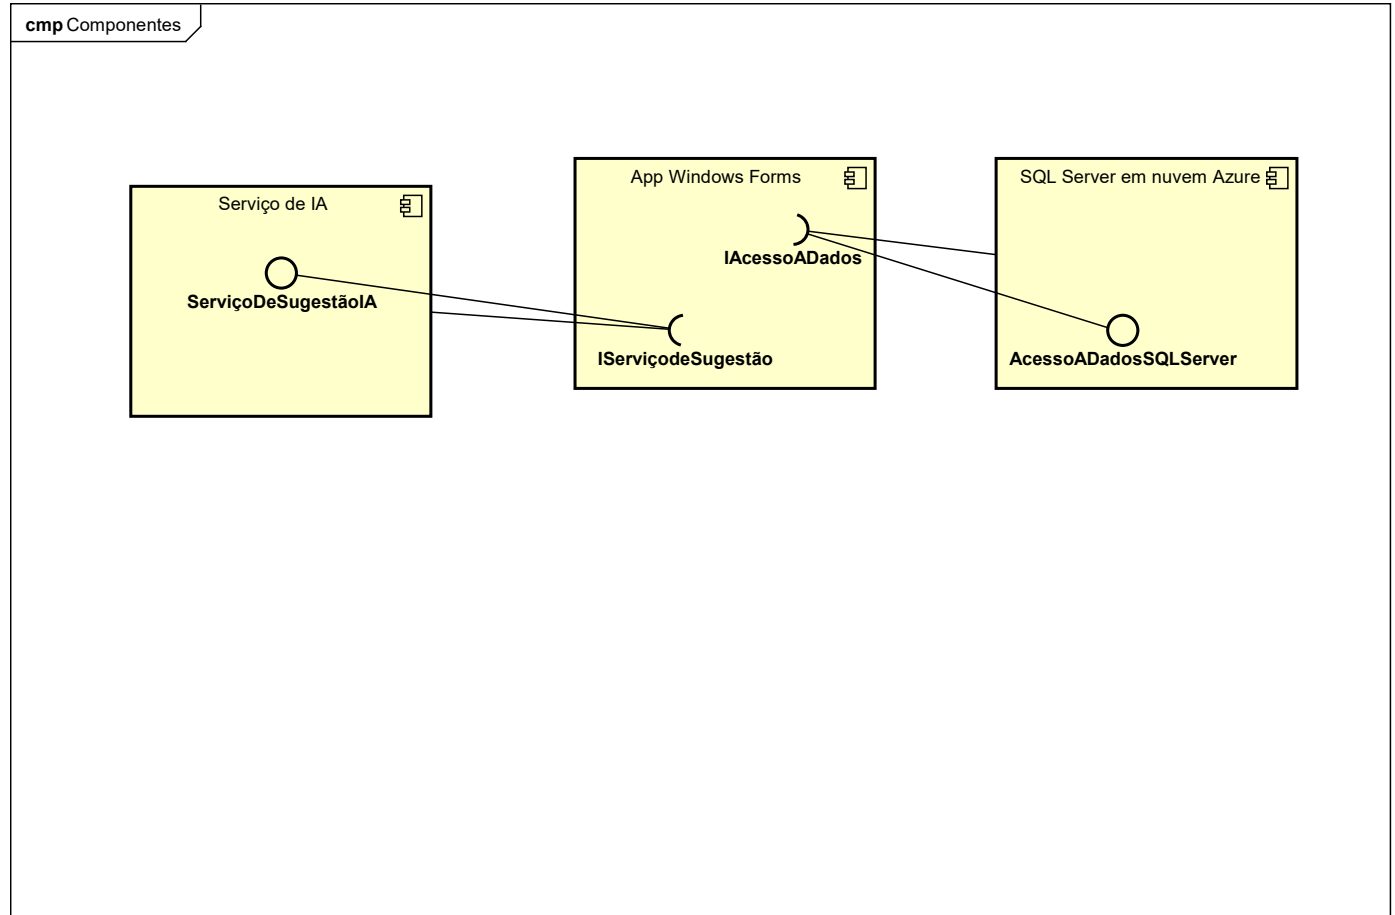 cmp Componentes
Serviço de IA
ServiçoDeSugestãoIA
App Windows Forms
IAcessoADados
IServiçodeSugestão
SQL Server em nuvem Azure
AcessoADadosSQLServer